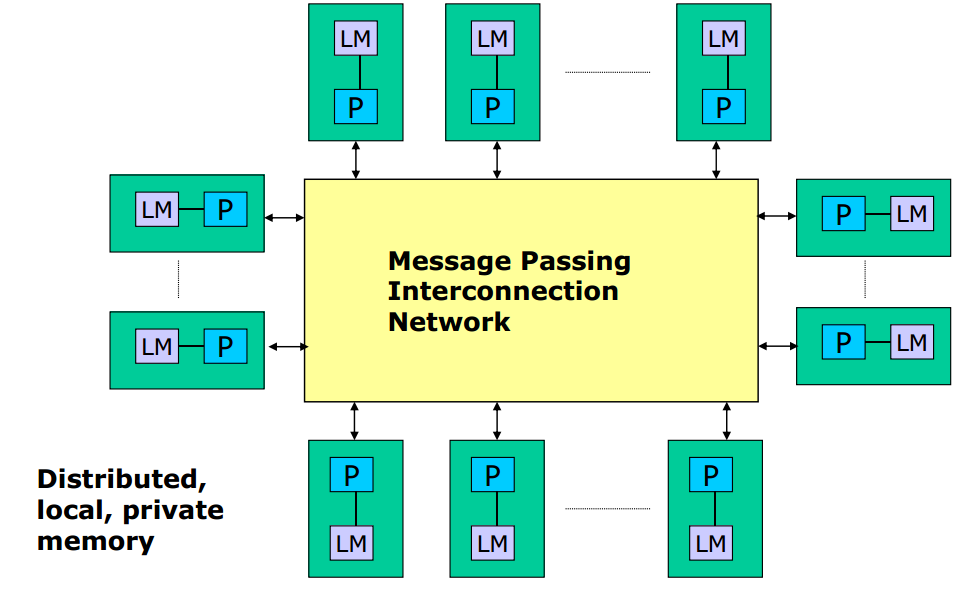 LM LM LM
P P P
LM P
P LM
Message Passing
Interconnection
Network
LM P
P LM
P P P
LM LM LM
Distributed,
local, private
memory